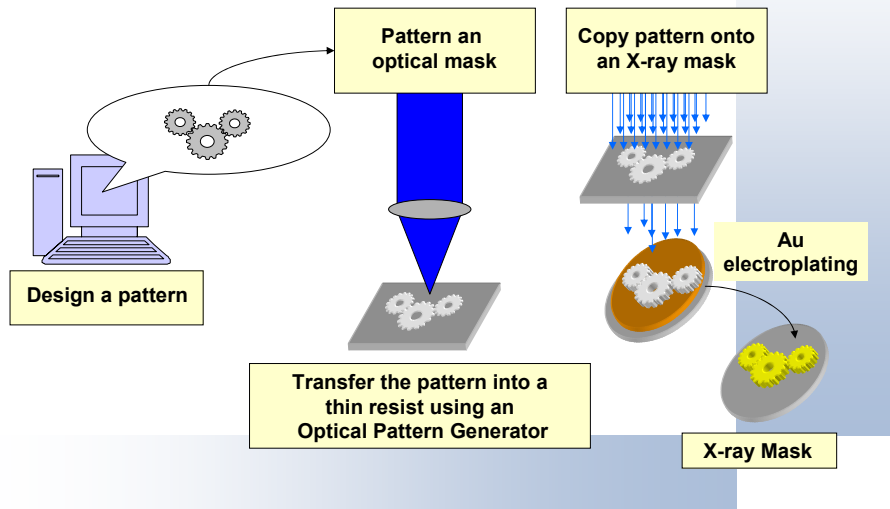 Design a pattern
Pattern an
optical mask
Transfer the pattern into a
thin resist using an
Optical Pattern Generator
Copy pattern onto
an X-ray mask
Au
electroplating
X-ray Mask